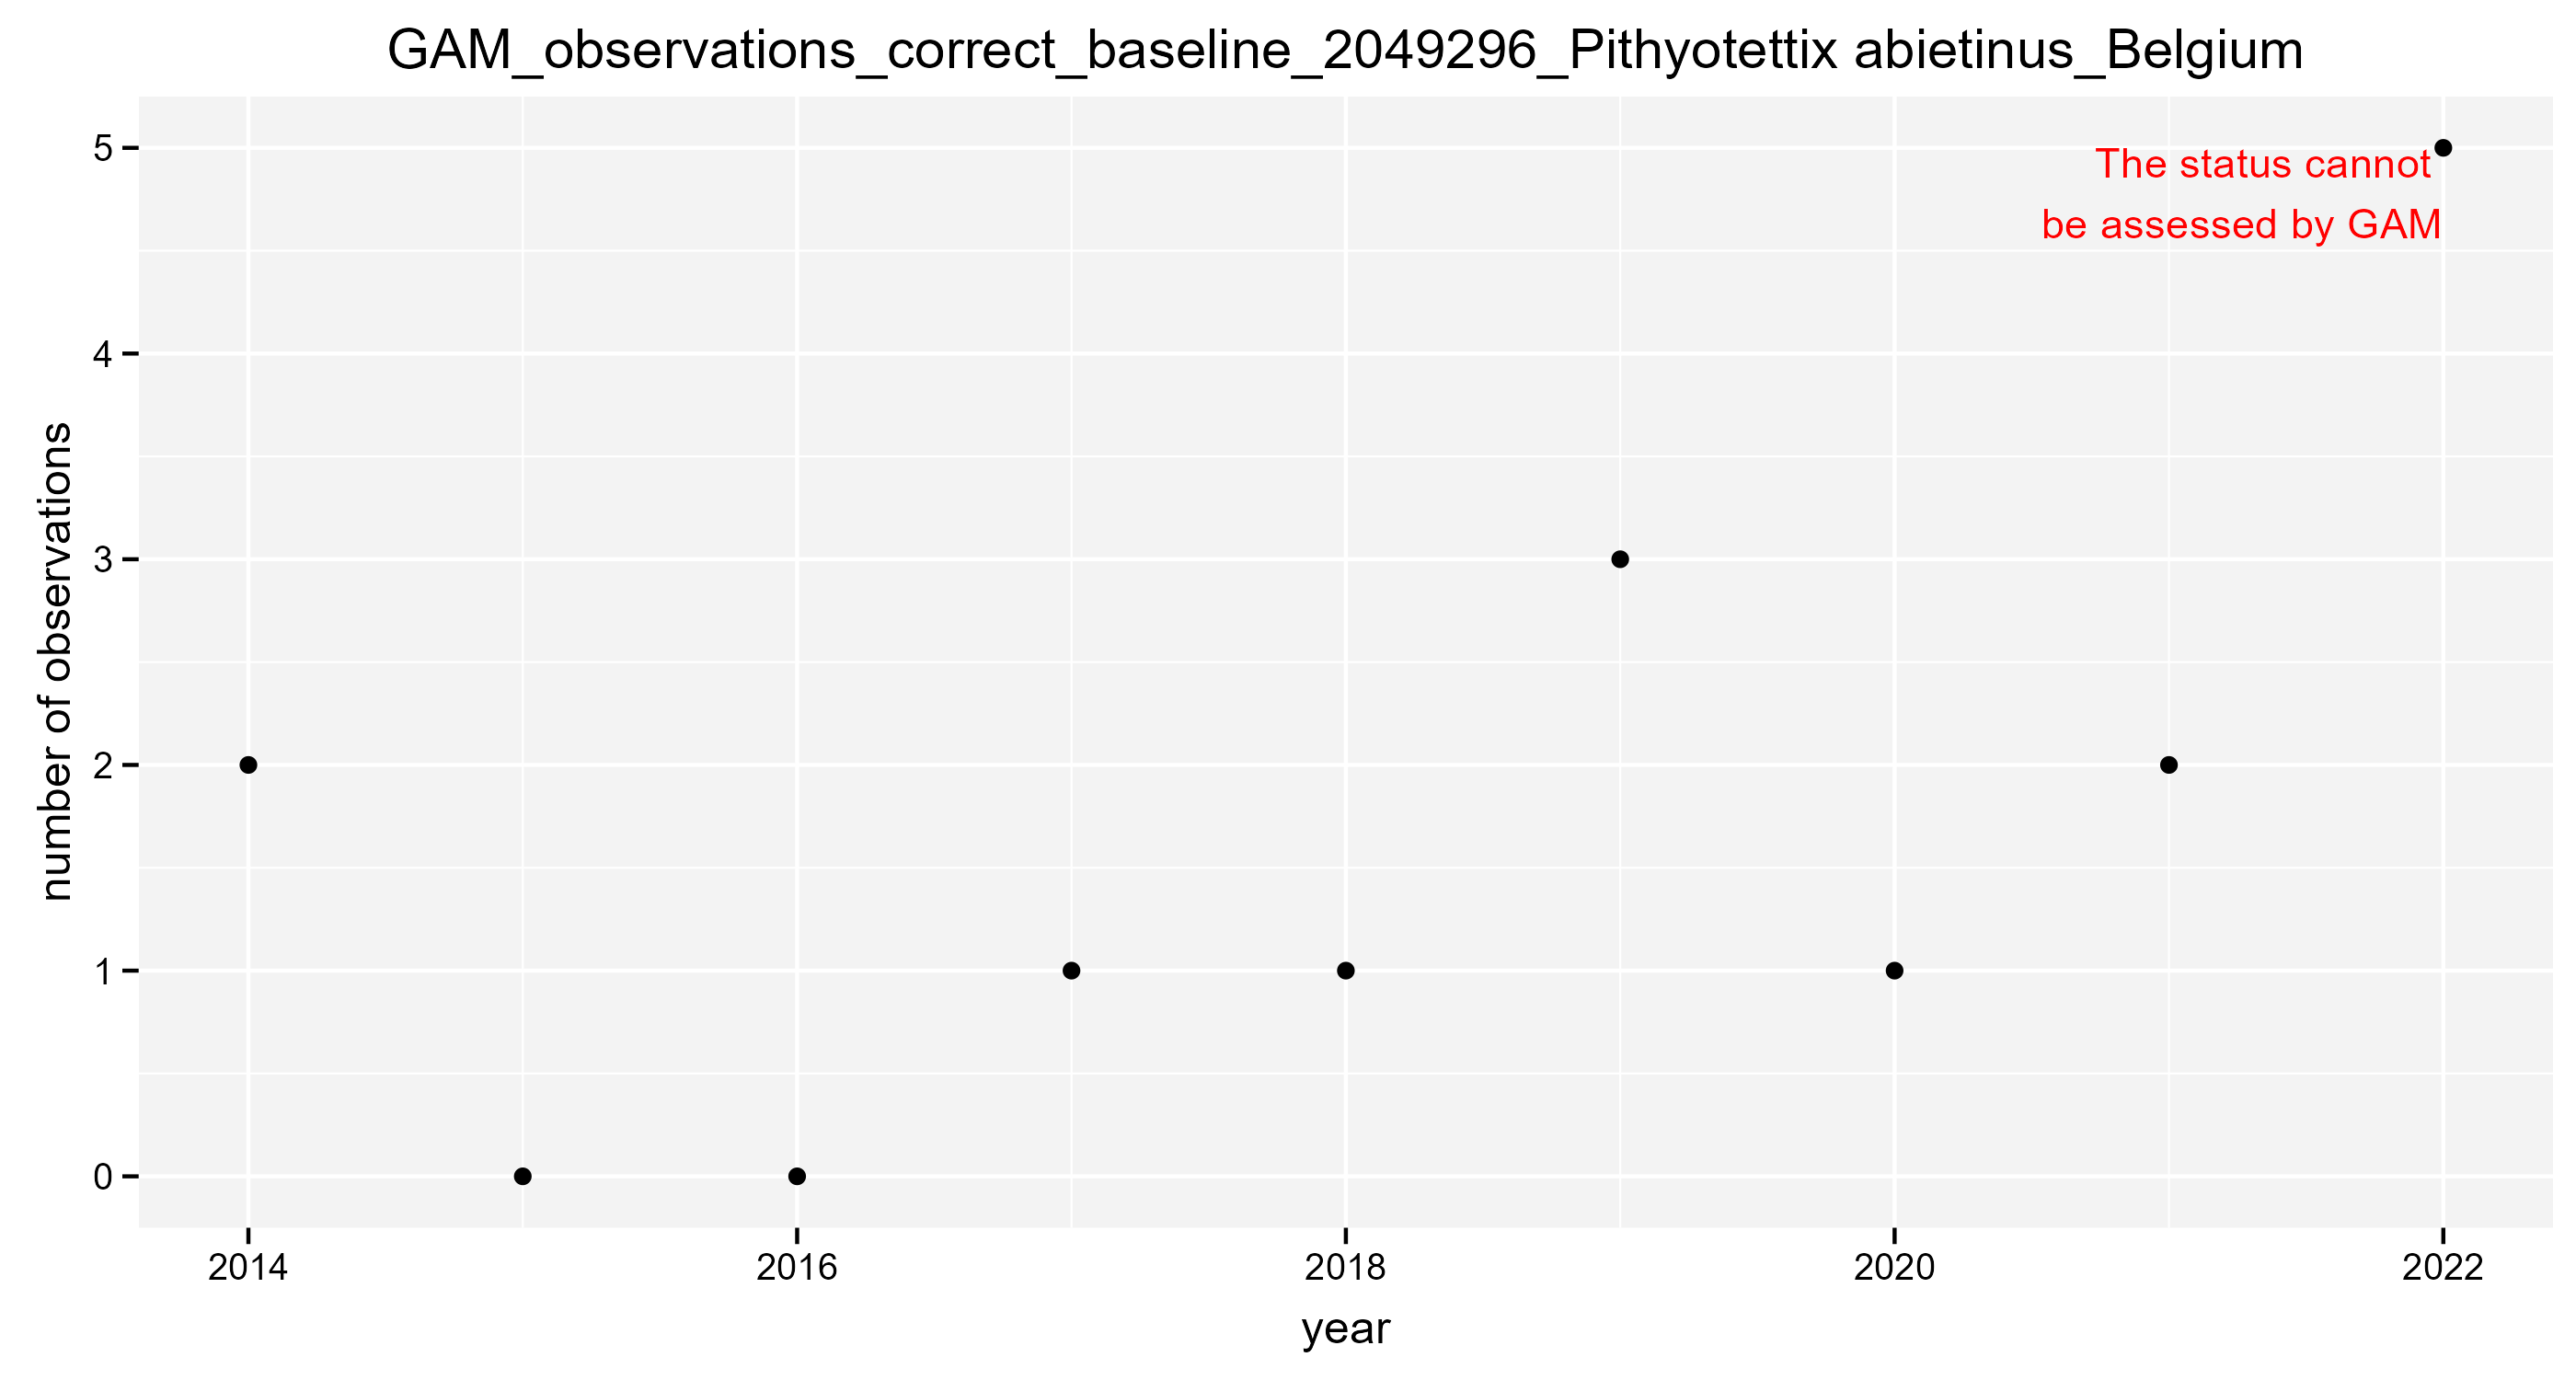 GAM_observations_correct_baseline_2049296_Pithyotettix abietinus_Belgium
The status cannot
be assessed by GAM
number of observations
5
4
3
2
1
0
2014 2016 2018 2020 2022
year